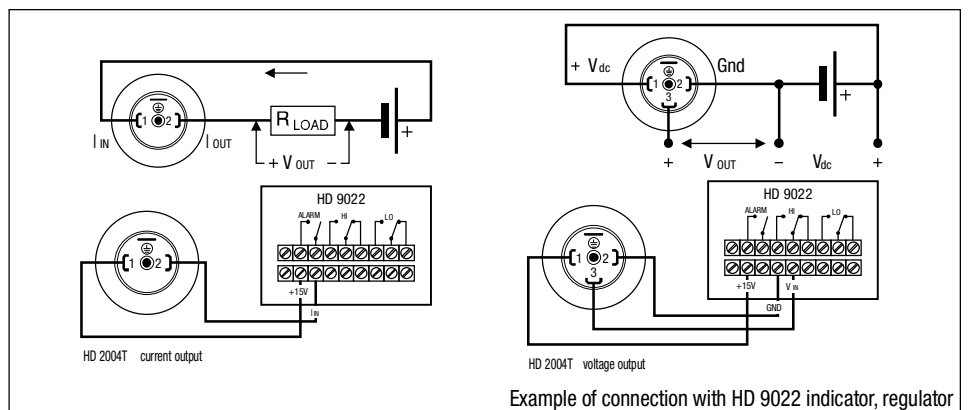 1 2
I IN
I OUT
R LOAD
+ V OUT −
+
HD 9022
ALARM HI LO
1 2
+15V
I IN
HD 2004T current output
+ Vdc
Gnd
1 2
3
+
+ V OUT − Vdc +
HD 9022
ALARM HI LO
1 2
3
+15V
V IN
GND
HD 2004T voltage output
Example of connection with HD 9022 indicator, regulator